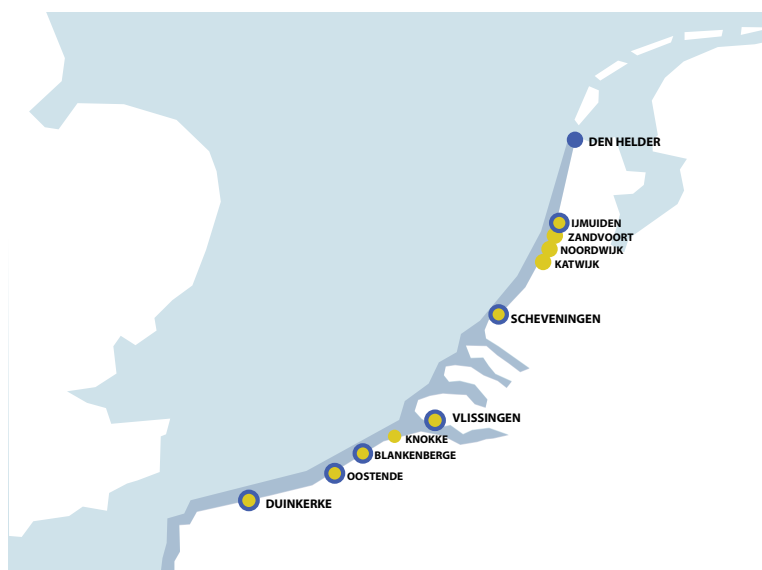 DEN HELDER
IJMUIDEN
ZANDVOORT
NOORDWIJK
KATWIJK
SCHEVENINGEN
VLISSINGEN
KNOKKE
BLANKENBERGE
OOSTENDE
DUINKERKE